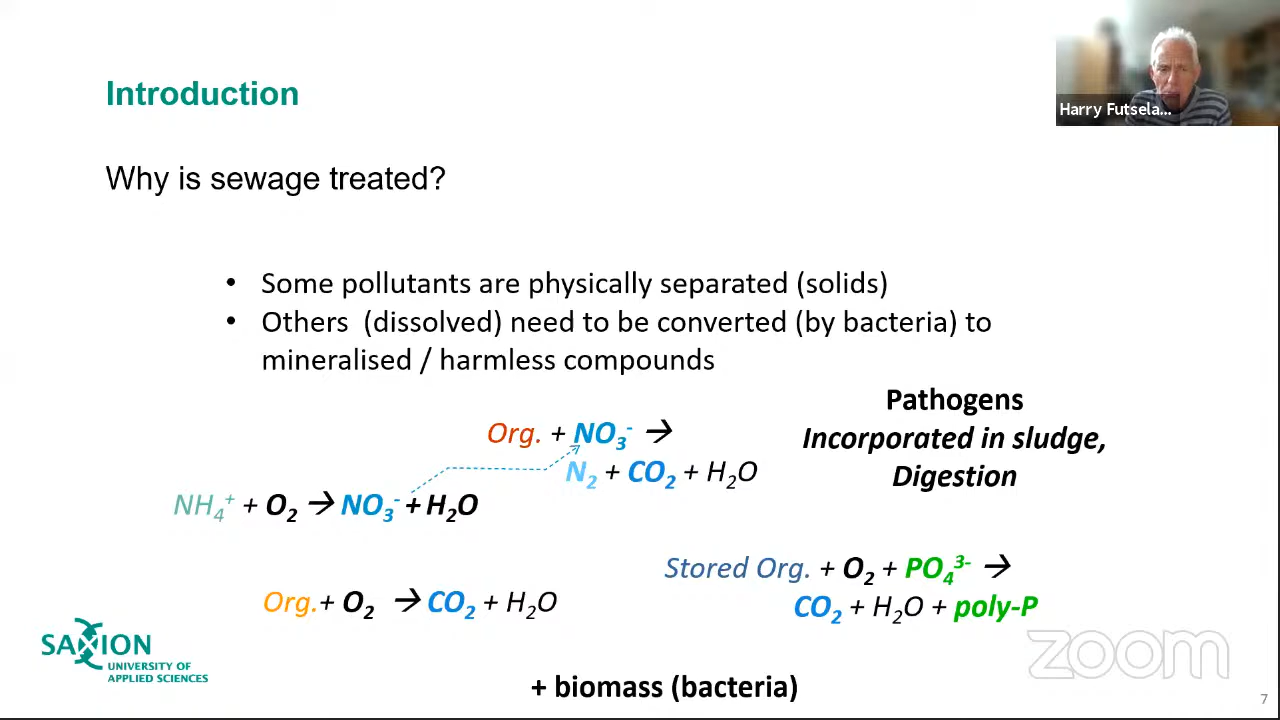 Introduction
Harry Futsela...
Why is sewage treated?
• Some pollutants are physically separated (solids)
• Others (dissolved) need to be converted (by bacteria) to
mineralised / harmless compounds
Pathogens
Incorporated in sludge,
Digestion
Org. + NO₃⁻ →
N₂ + CO₂ + H₂O
NH₄⁺ + O₂ → NO₃⁻ + H₂O
Stored Org. + O₂ + PO₄³⁻ →
CO₂ + H₂O + poly-P
Org.+ O₂ → CO₂ + H₂O
SAXION
UNIVERSITY OF
APPLIED SCIENCES
zoom
+ biomass (bacteria)
7